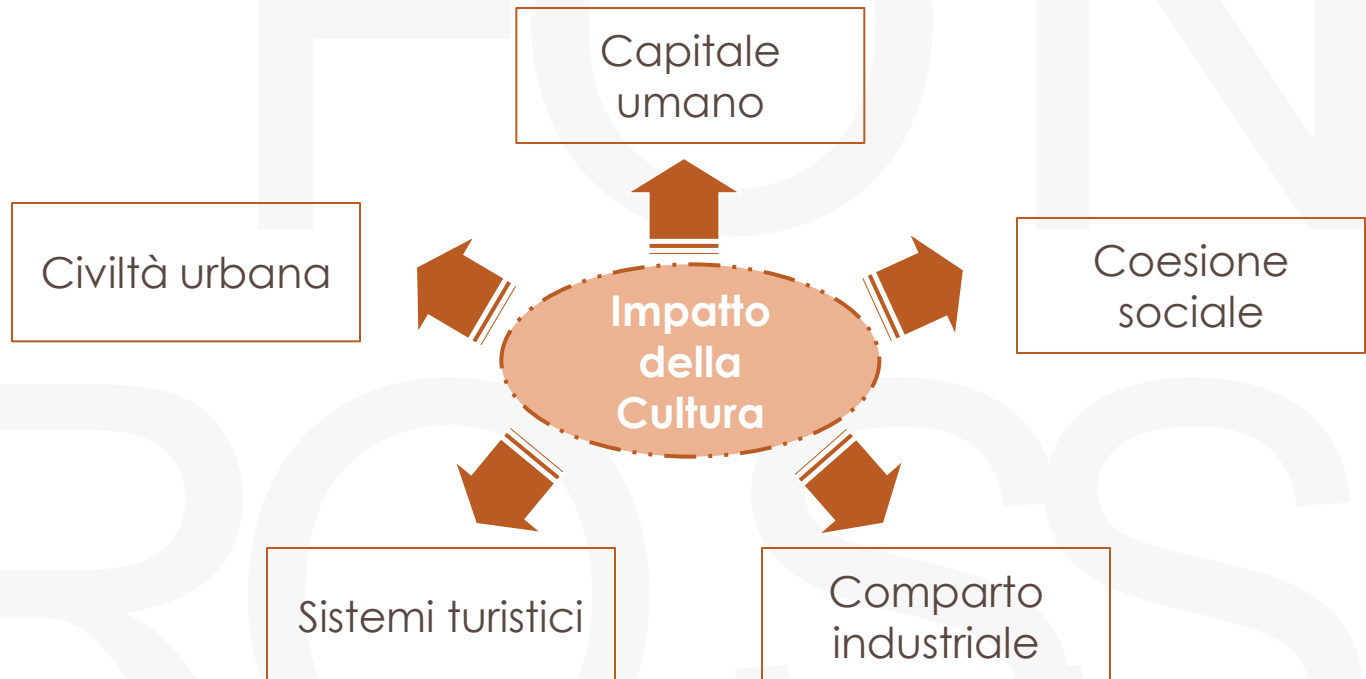 Capitale
umano
Civiltà urbana
Coesione
sociale
Impatto
della
Cultura
Sistemi turistici
Comparto
industriale